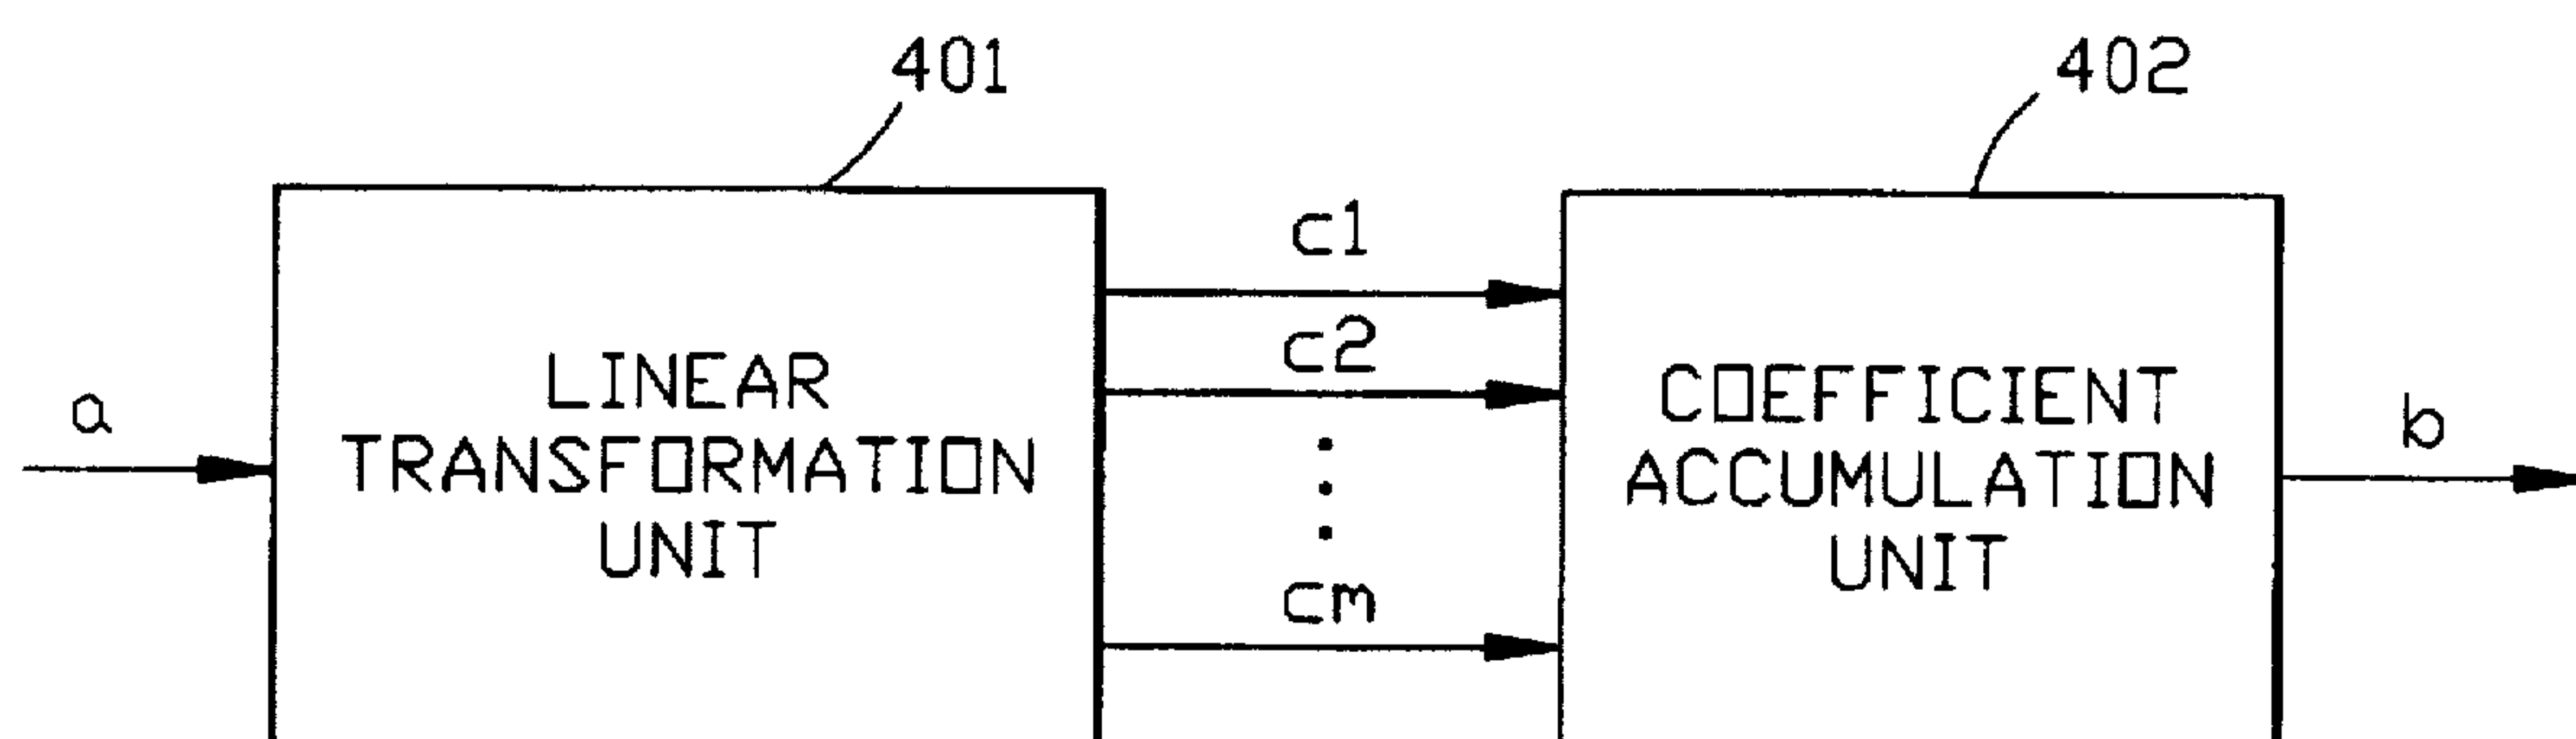 401
402
c1
c2
cm
a
LINEAR
TRANSFORMATION
UNIT
COEFFICIENT
ACCUMULATION
UNIT
b